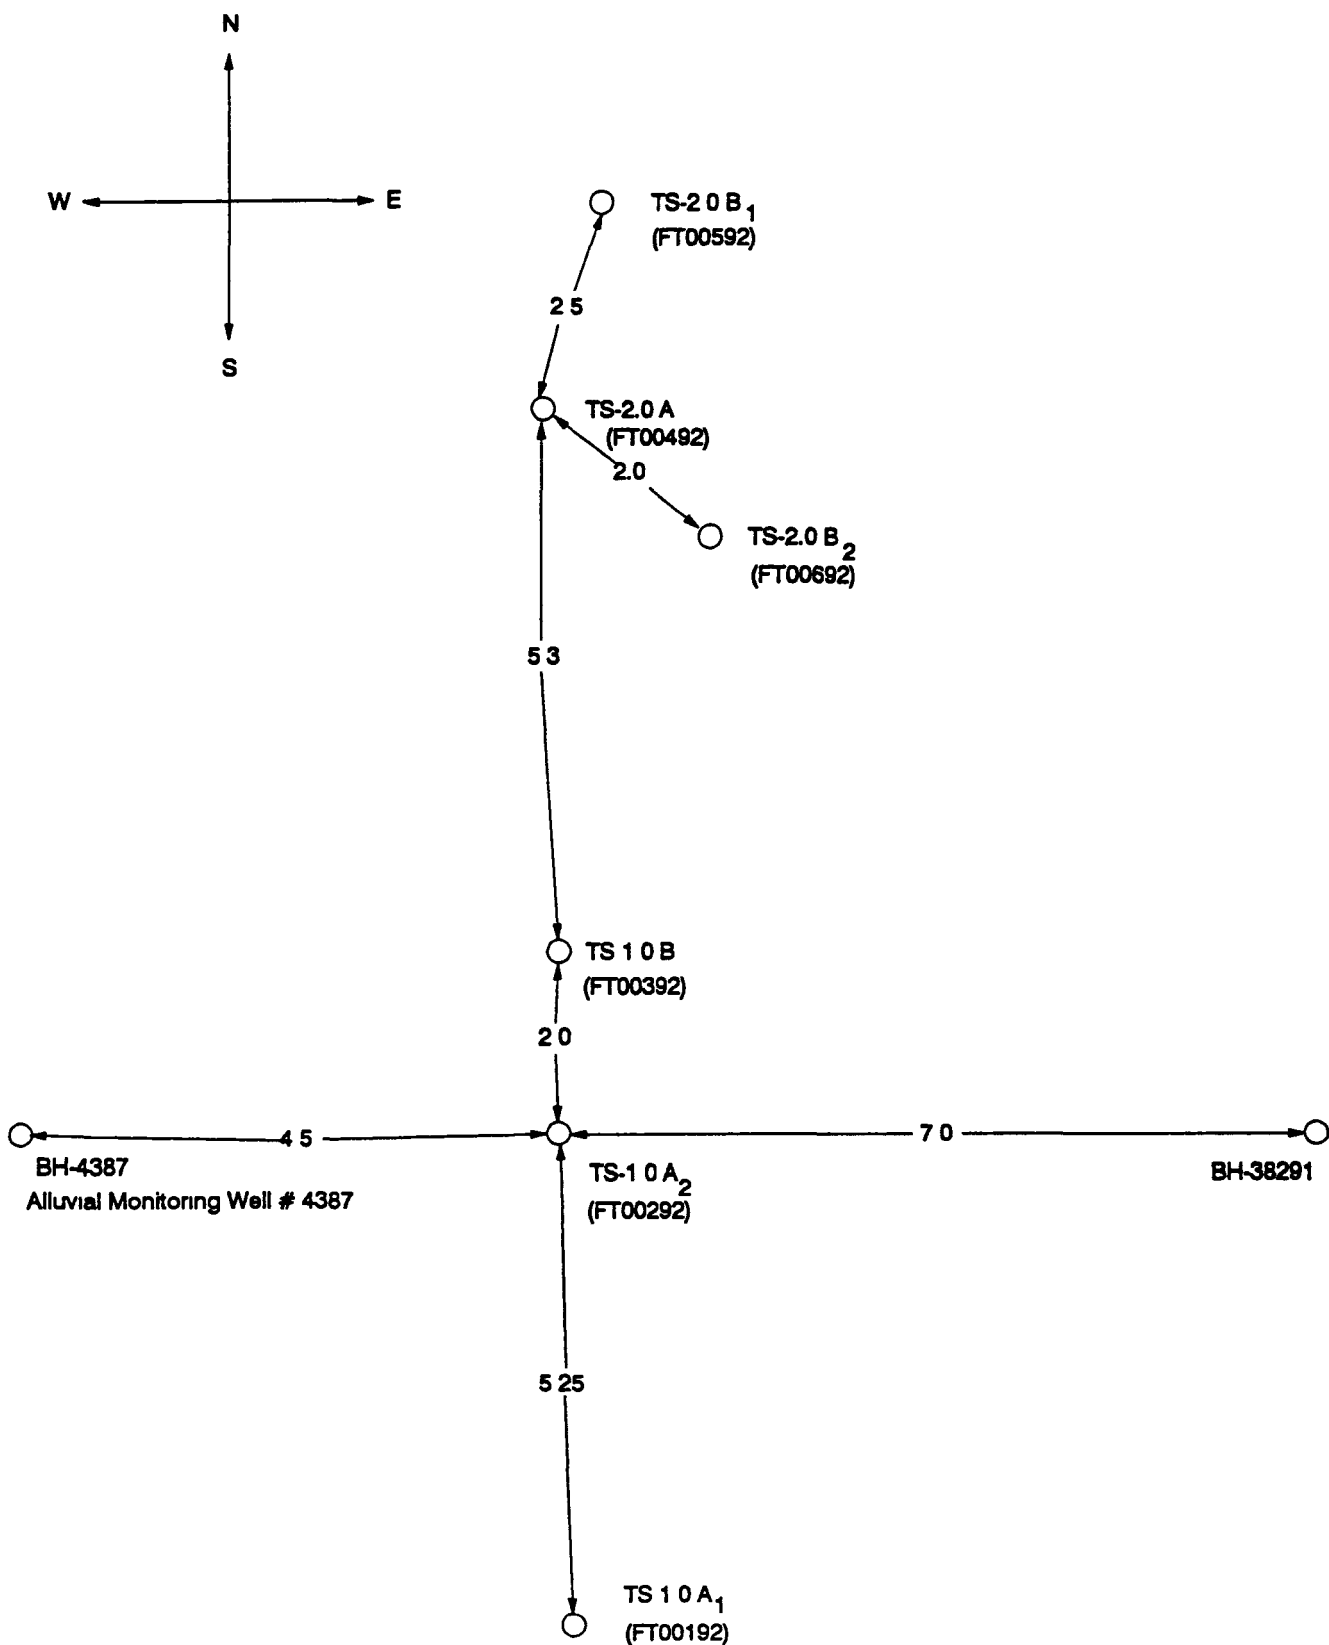 N
W
E
S
TS-2 0 B1
(FT00592)
2 5
TS-2.0 A
(FT00492)
2.0
TS-2.0 B2
(FT00692)
5 3
TS 1 0 B
(FT00392)
2 0
4 5
7 0
BH-4387
Alluvial Monitoring Well # 4387
TS-1 0 A2
(FT00292)
BH-38291
5 25
TS 1 0 A1
(FT00192)